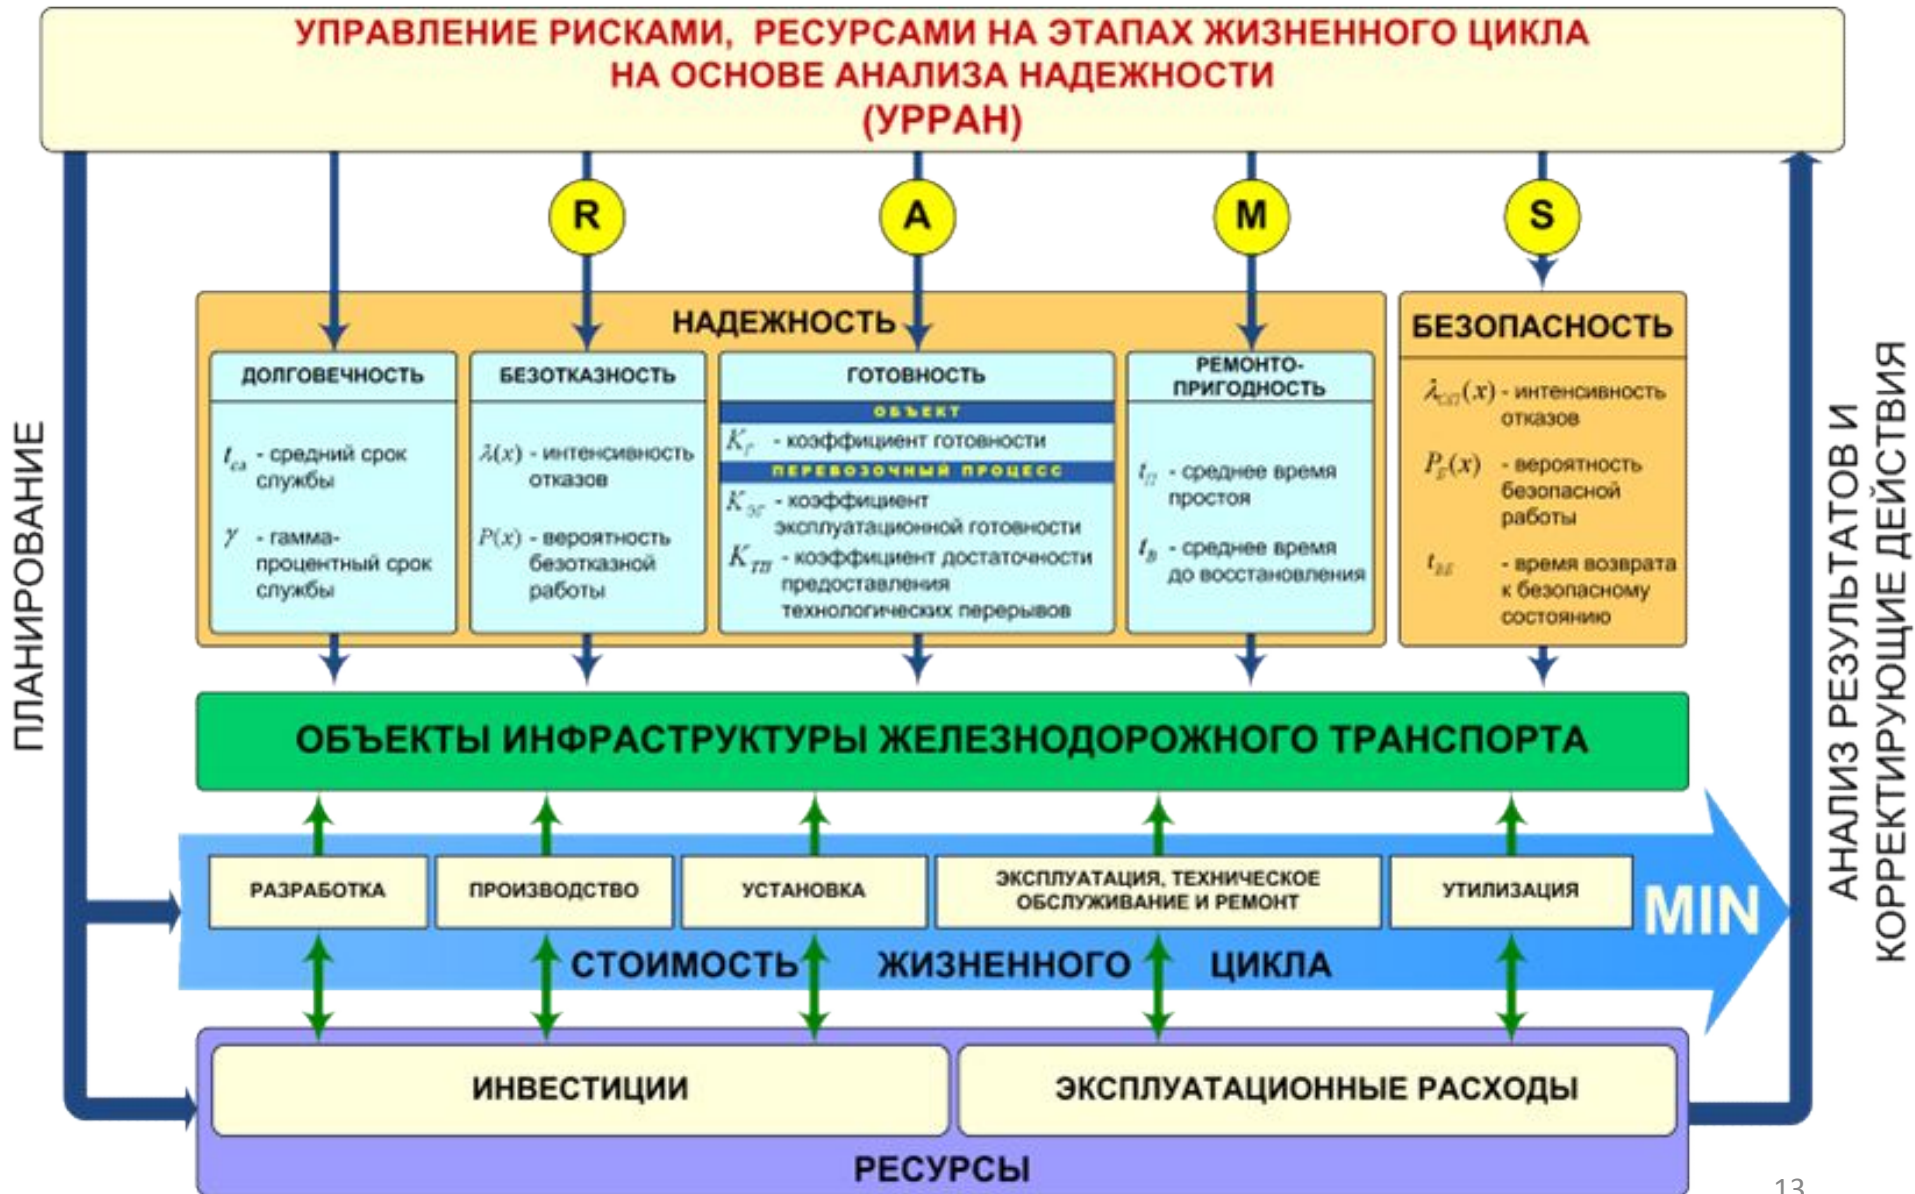 УПРАВЛЕНИЕ РИСКАМИ, РЕСУРСАМИ НА ЭТАПАХ ЖИЗНЕННОГО ЦИКЛА
НА ОСНОВЕ АНАЛИЗА НАДЕЖНОСТИ
(УРРАН)
R
A
M
S
ПЛАНИРОВАНИЕ
НАДЕЖНОСТЬ
ДОЛГОВЕЧНОСТЬ
t_сл - средний срок
службы
γ - гамма-
процентный срок
службы
БЕЗОТКАЗНОСТЬ
λ(x) - интенсивность
отказов
P(x) - вероятность
безотказной
работы
ГОТОВНОСТЬ
ОБЪЕКТ
K_Г - коэффициент готовности
ПЕРЕВОЗОЧНЫЙ ПРОЦЕСС
K_ЭГ - коэффициент
эксплуатационной готовности
K_ТП - коэффициент достаточности
предоставления
технологических перерывов
РЕМОНТО-
ПРИГОДНОСТЬ
t_П - среднее время
простоя
t_В - среднее время
до восстановления
БЕЗОПАСНОСТЬ
λ(x) - интенсивность
отказов
P_Б(x) - вероятность
безопасной
работы
t_ВБ - время возврата
к безопасному
состоянию
АНАЛИЗ РЕЗУЛЬТАТОВ И
КОРРЕКТИРУЮЩИЕ ДЕЙСТВИЯ
ОБЪЕКТЫ ИНФРАСТРУКТУРЫ ЖЕЛЕЗНОДОРОЖНОГО ТРАНСПОРТА
РАЗРАБОТКА
ПРОИЗВОДСТВО
УСТАНОВКА
ЭКСПЛУАТАЦИЯ, ТЕХНИЧЕСКОЕ
ОБСЛУЖИВАНИЕ И РЕМОНТ
УТИЛИЗАЦИЯ
MIN
СТОИМОСТЬ ЖИЗНЕННОГО ЦИКЛА
ИНВЕСТИЦИИ
ЭКСПЛУАТАЦИОННЫЕ РАСХОДЫ
РЕСУРСЫ
13